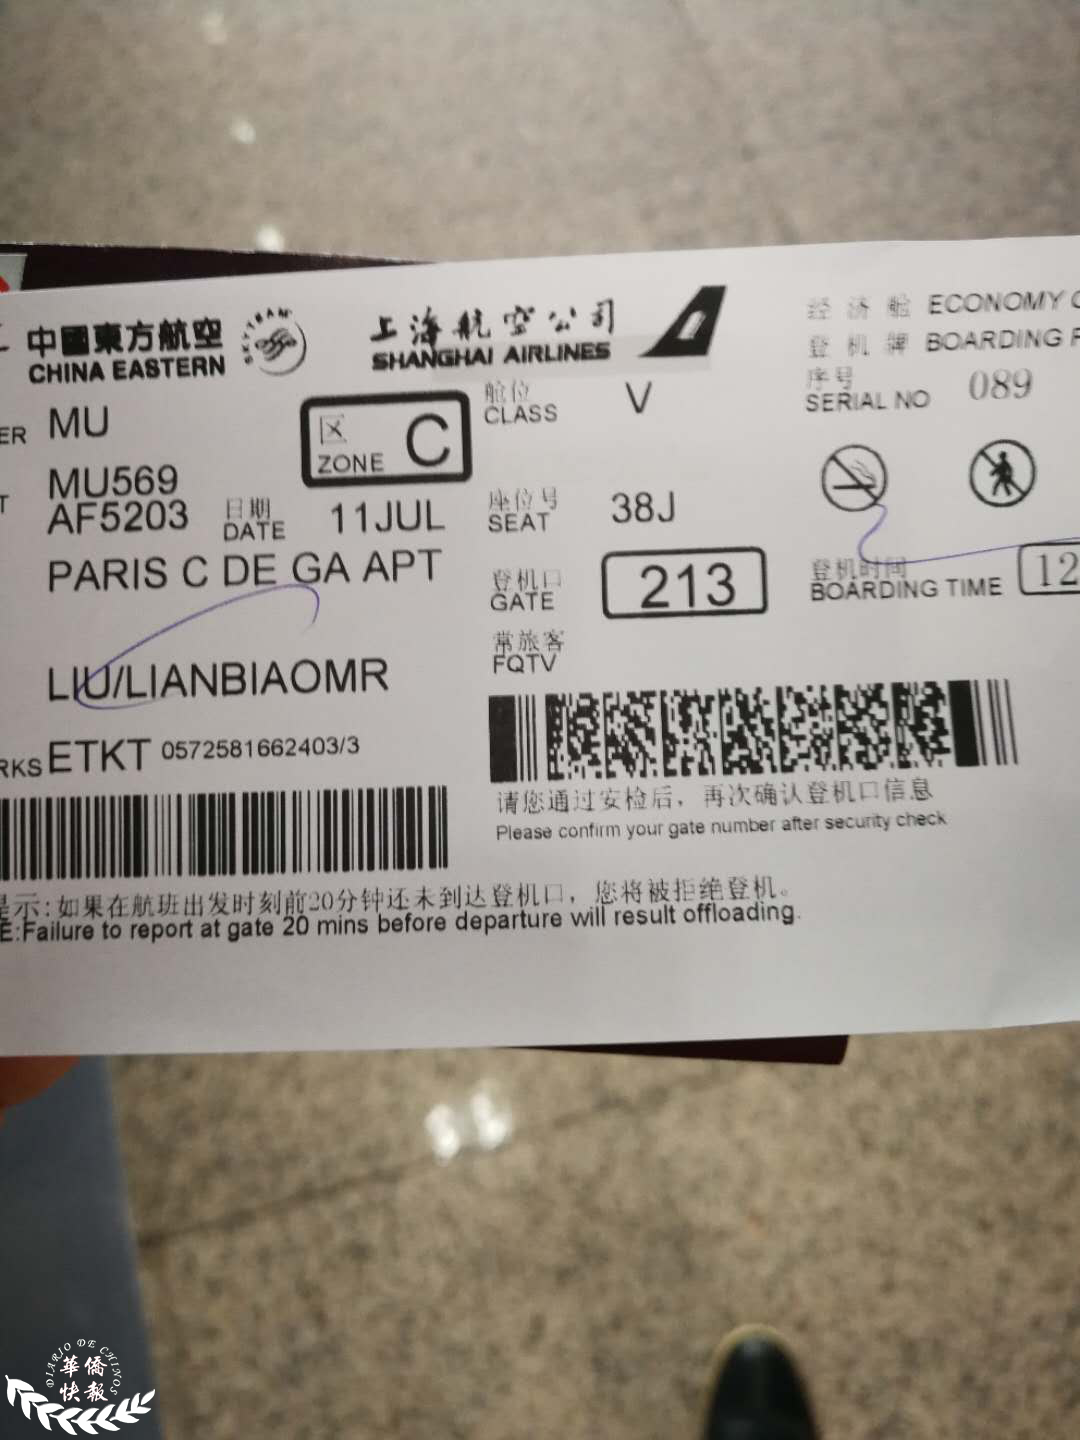 中國東方航空
CHINA EASTERN
SKYTEAM
上海航空公司
SHANGHAI AIRLINES
经济舱 ECONOMY
登机牌 BOARDING
序号
SERIAL NO 089
ER MU
区
ZONE C
舱位
CLASS V
MU569
AF5203
日期
DATE 11JUL
座位号
SEAT 38J
PARIS C DE GA APT
登机口
GATE 213
登机时间
BOARDING TIME 12
常旅客
FQTV
LIU/LIANBIAOMR
RKS ETKT 0572581662403/3
请您通过安检后，再次确认登机口信息
Please confirm your gate number after security check
提示:如果在航班出发时刻前20分钟还未到达登机口，您将被拒绝登机。
E:Failure to report at gate 20 mins before departure will result offloading.
DIARIO DE CHINOS
華僑
快報